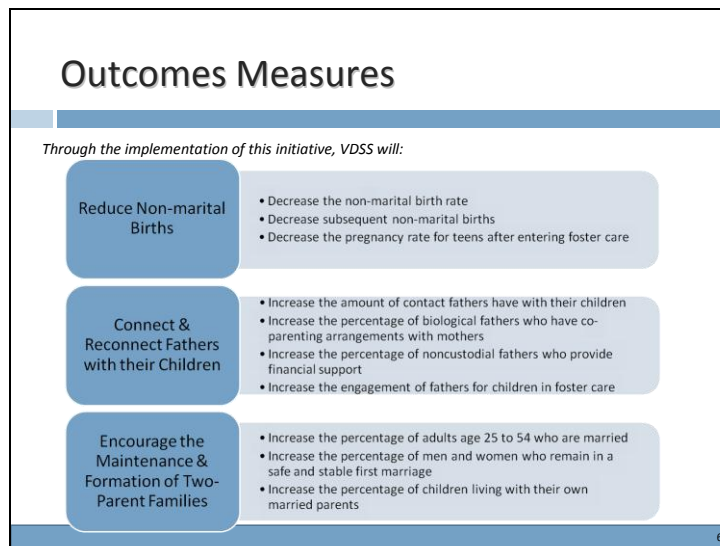 Outcomes Measures
Through the implementation of this initiative, VDSS will:
Reduce Non-marital
Births
• Decrease the non-marital birth rate
• Decrease subsequent non-marital births
• Decrease the pregnancy rate for teens after entering foster care
Connect &
Reconnect Fathers
with their Children
• Increase the amount of contact fathers have with their children
• Increase the percentage of biological fathers who have co-
parenting arrangements with mothers
• Increase the percentage of noncustodial fathers who provide
financial support
• Increase the engagement of fathers for children in foster care
Encourage the
Maintenance &
Formation of Two-
Parent Families
• Increase the percentage of adults age 25 to 54 who are married
• Increase the percentage of men and women who remain in a
safe and stable first marriage
• Increase the percentage of children living with their own
married parents
6